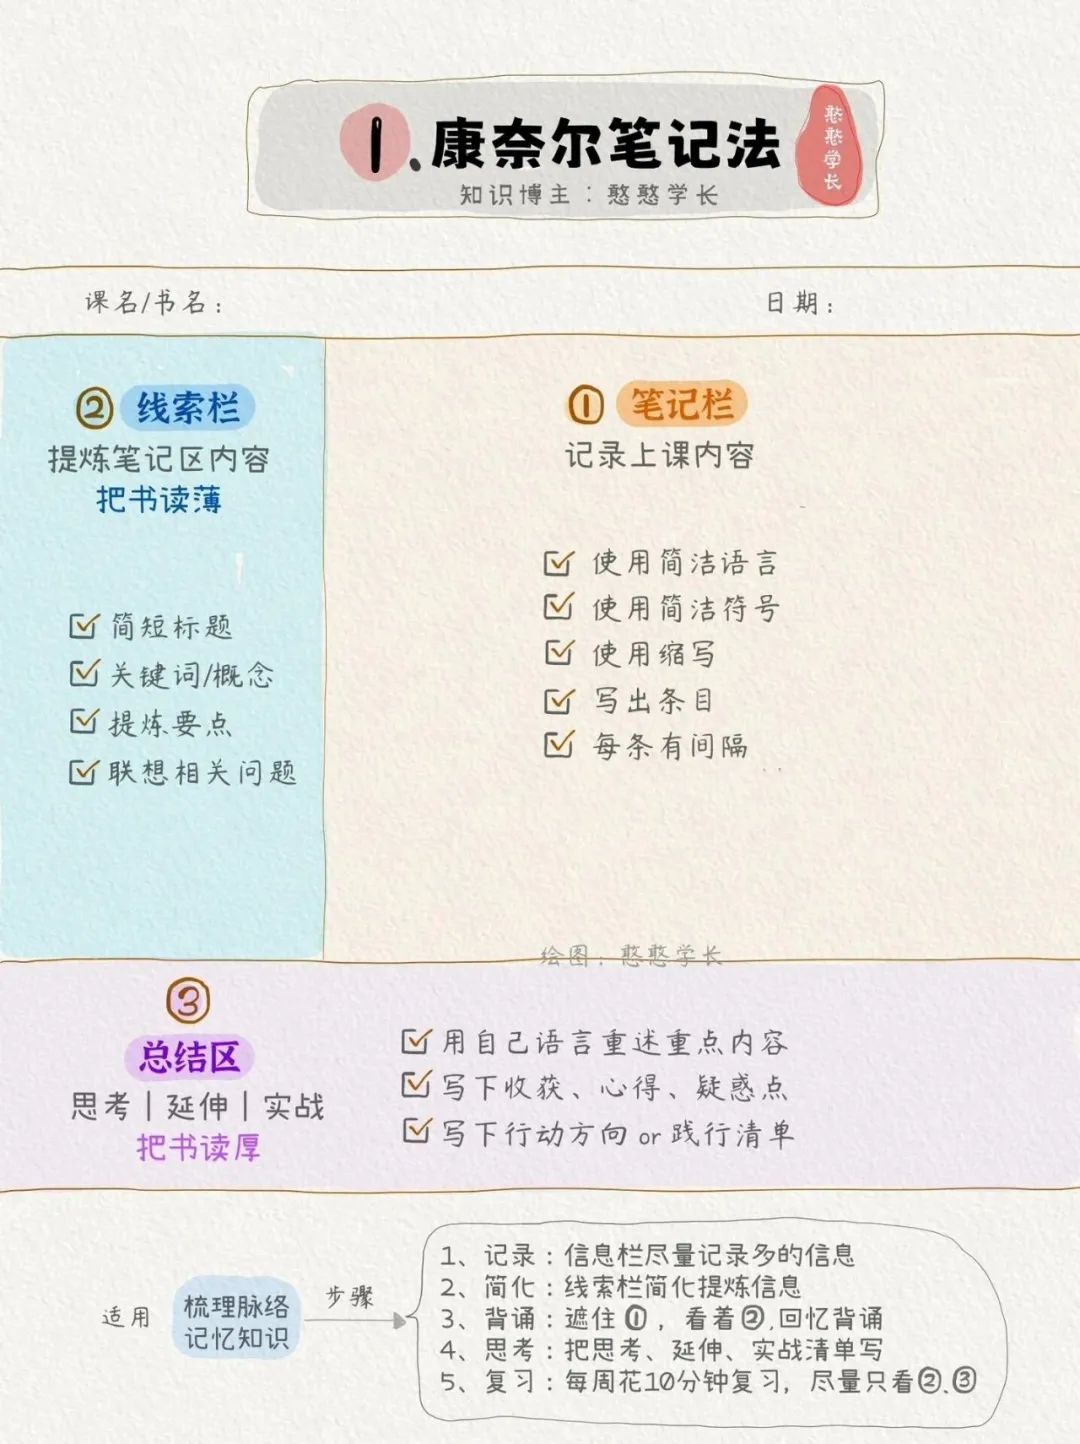 1.康奈尔笔记法
憨憨学长
知识博主：憨憨学长
课名/书名：
日期：
② 线索栏
提炼笔记区内容
把书读薄
简短标题
关键词/概念
提炼要点
联想相关问题
① 笔记栏
记录上课内容
使用简洁语言
使用简洁符号
使用缩写
写出条目
每条有间隔
绘图：憨憨学长
③
总结区
思考｜延伸｜实战
把书读厚
用自己语言重述重点内容
写下收获、心得、疑惑点
写下行动方向 or 践行清单
适用
梳理脉络
记忆知识
步骤
1、记录：信息栏尽量记录多的信息
2、简化：线索栏简化提炼信息
3、背诵：遮住①，看着②,回忆背诵
4、思考：把思考、延伸、实战清单写
5、复习：每周花10分钟复习，尽量只看②、③